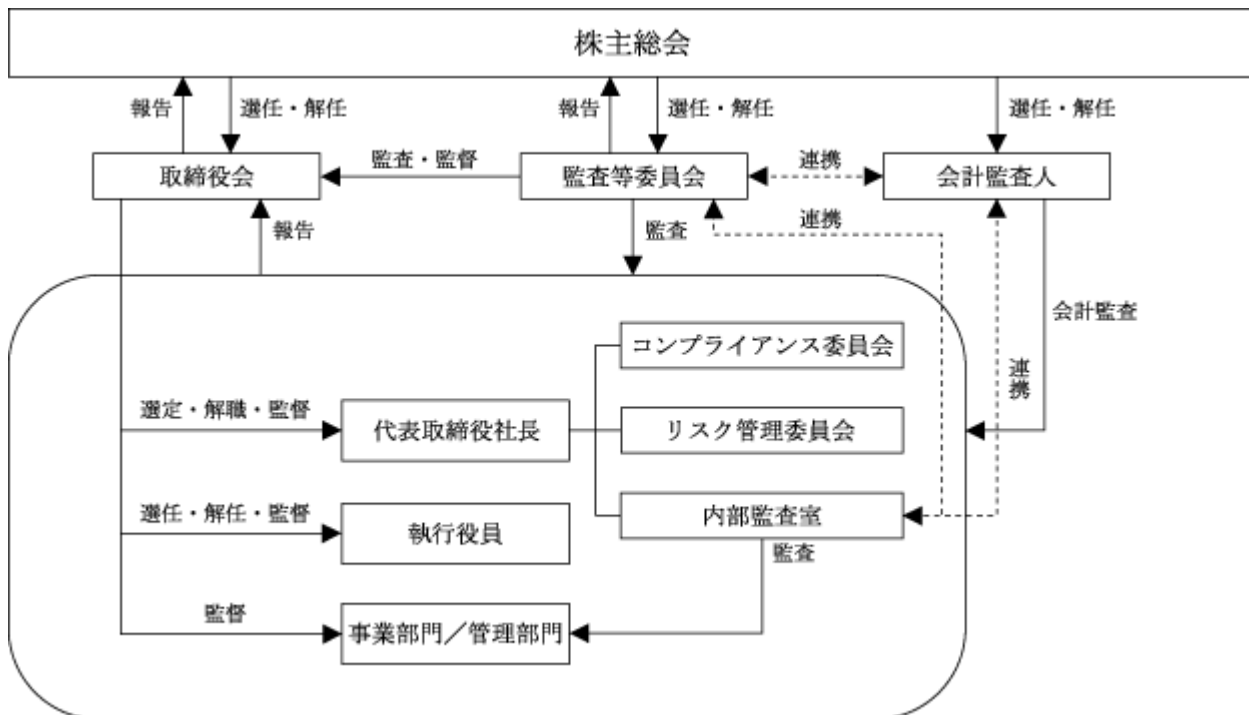 株主総会
報告
選任・解任
報告
選任・解任
選任・解任
取締役会
監査・監督
監査等委員会
連携
会計監査人
報告
監査
連携
会計監査
コンプライアンス委員会
連携
選定・解職・監督
代表取締役社長
リスク管理委員会
選任・解任・監督
執行役員
内部監査室
監査
監督
事業部門／管理部門